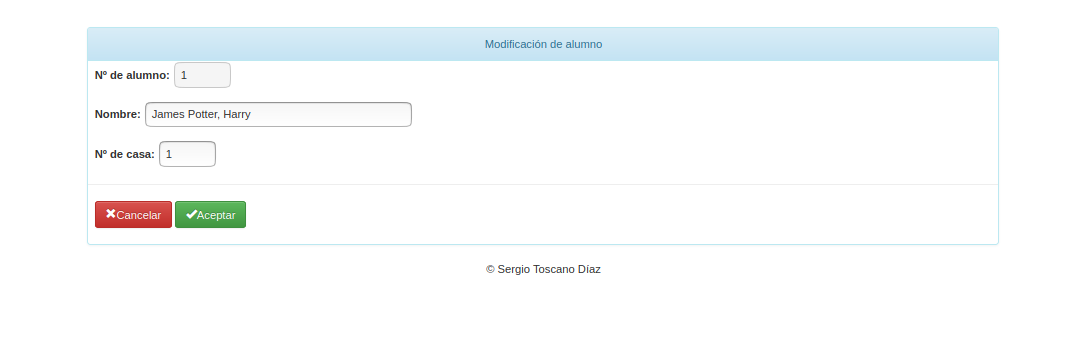 Modificación de alumno
Nº de alumno: 1
Nombre: James Potter, Harry
Nº de casa: 1
Cancelar Aceptar
© Sergio Toscano Díaz